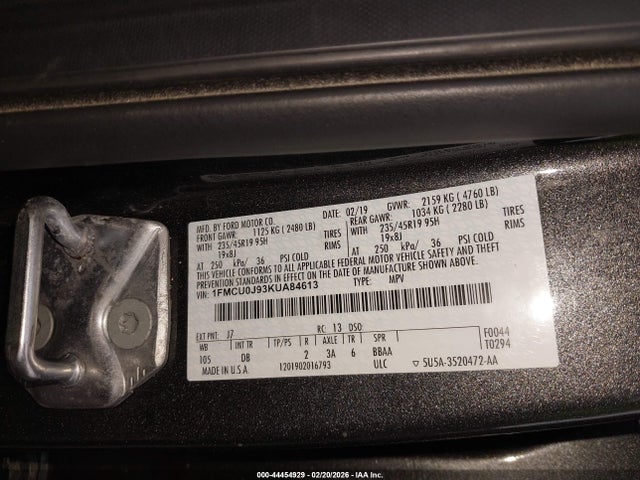 MFD. BY FORD MOTOR CO.
DATE: 02/19 GVWR: 2159 KG ( 4760 LB)
FRONT GAWR: 1125 KG ( 2480 LB) REAR GAWR: 1034 KG ( 2280 LB)
WITH 235/45R19 95H TIRES WITH 235/45R19 95H TIRES
19x8J RIMS 19x8J RIMS
AT 250 kPa/ 36 PSI COLD AT 250 kPa/ 36 PSI COLD
THIS VEHICLE CONFORMS TO ALL APPLICABLE FEDERAL MOTOR VEHICLE SAFETY AND THEFT
PREVENTION STANDARDS IN EFFECT ON THE DATE OF MANUFACTURE SHOWN ABOVE.
VIN: 1FMCU0J93KUA84613 TYPE: MPV
EXT PNT: J7 RC: 13 DSO:
WB INT TR TP/PS R AXLE TR SPR F0044
105 DB 2 3A 6 BBAA T0294
MADE IN U.S.A. 1201902016793 ULC ▽ 5U5A-3520472-AA
000-44454929 - 02/20/2026 - IAA Inc.